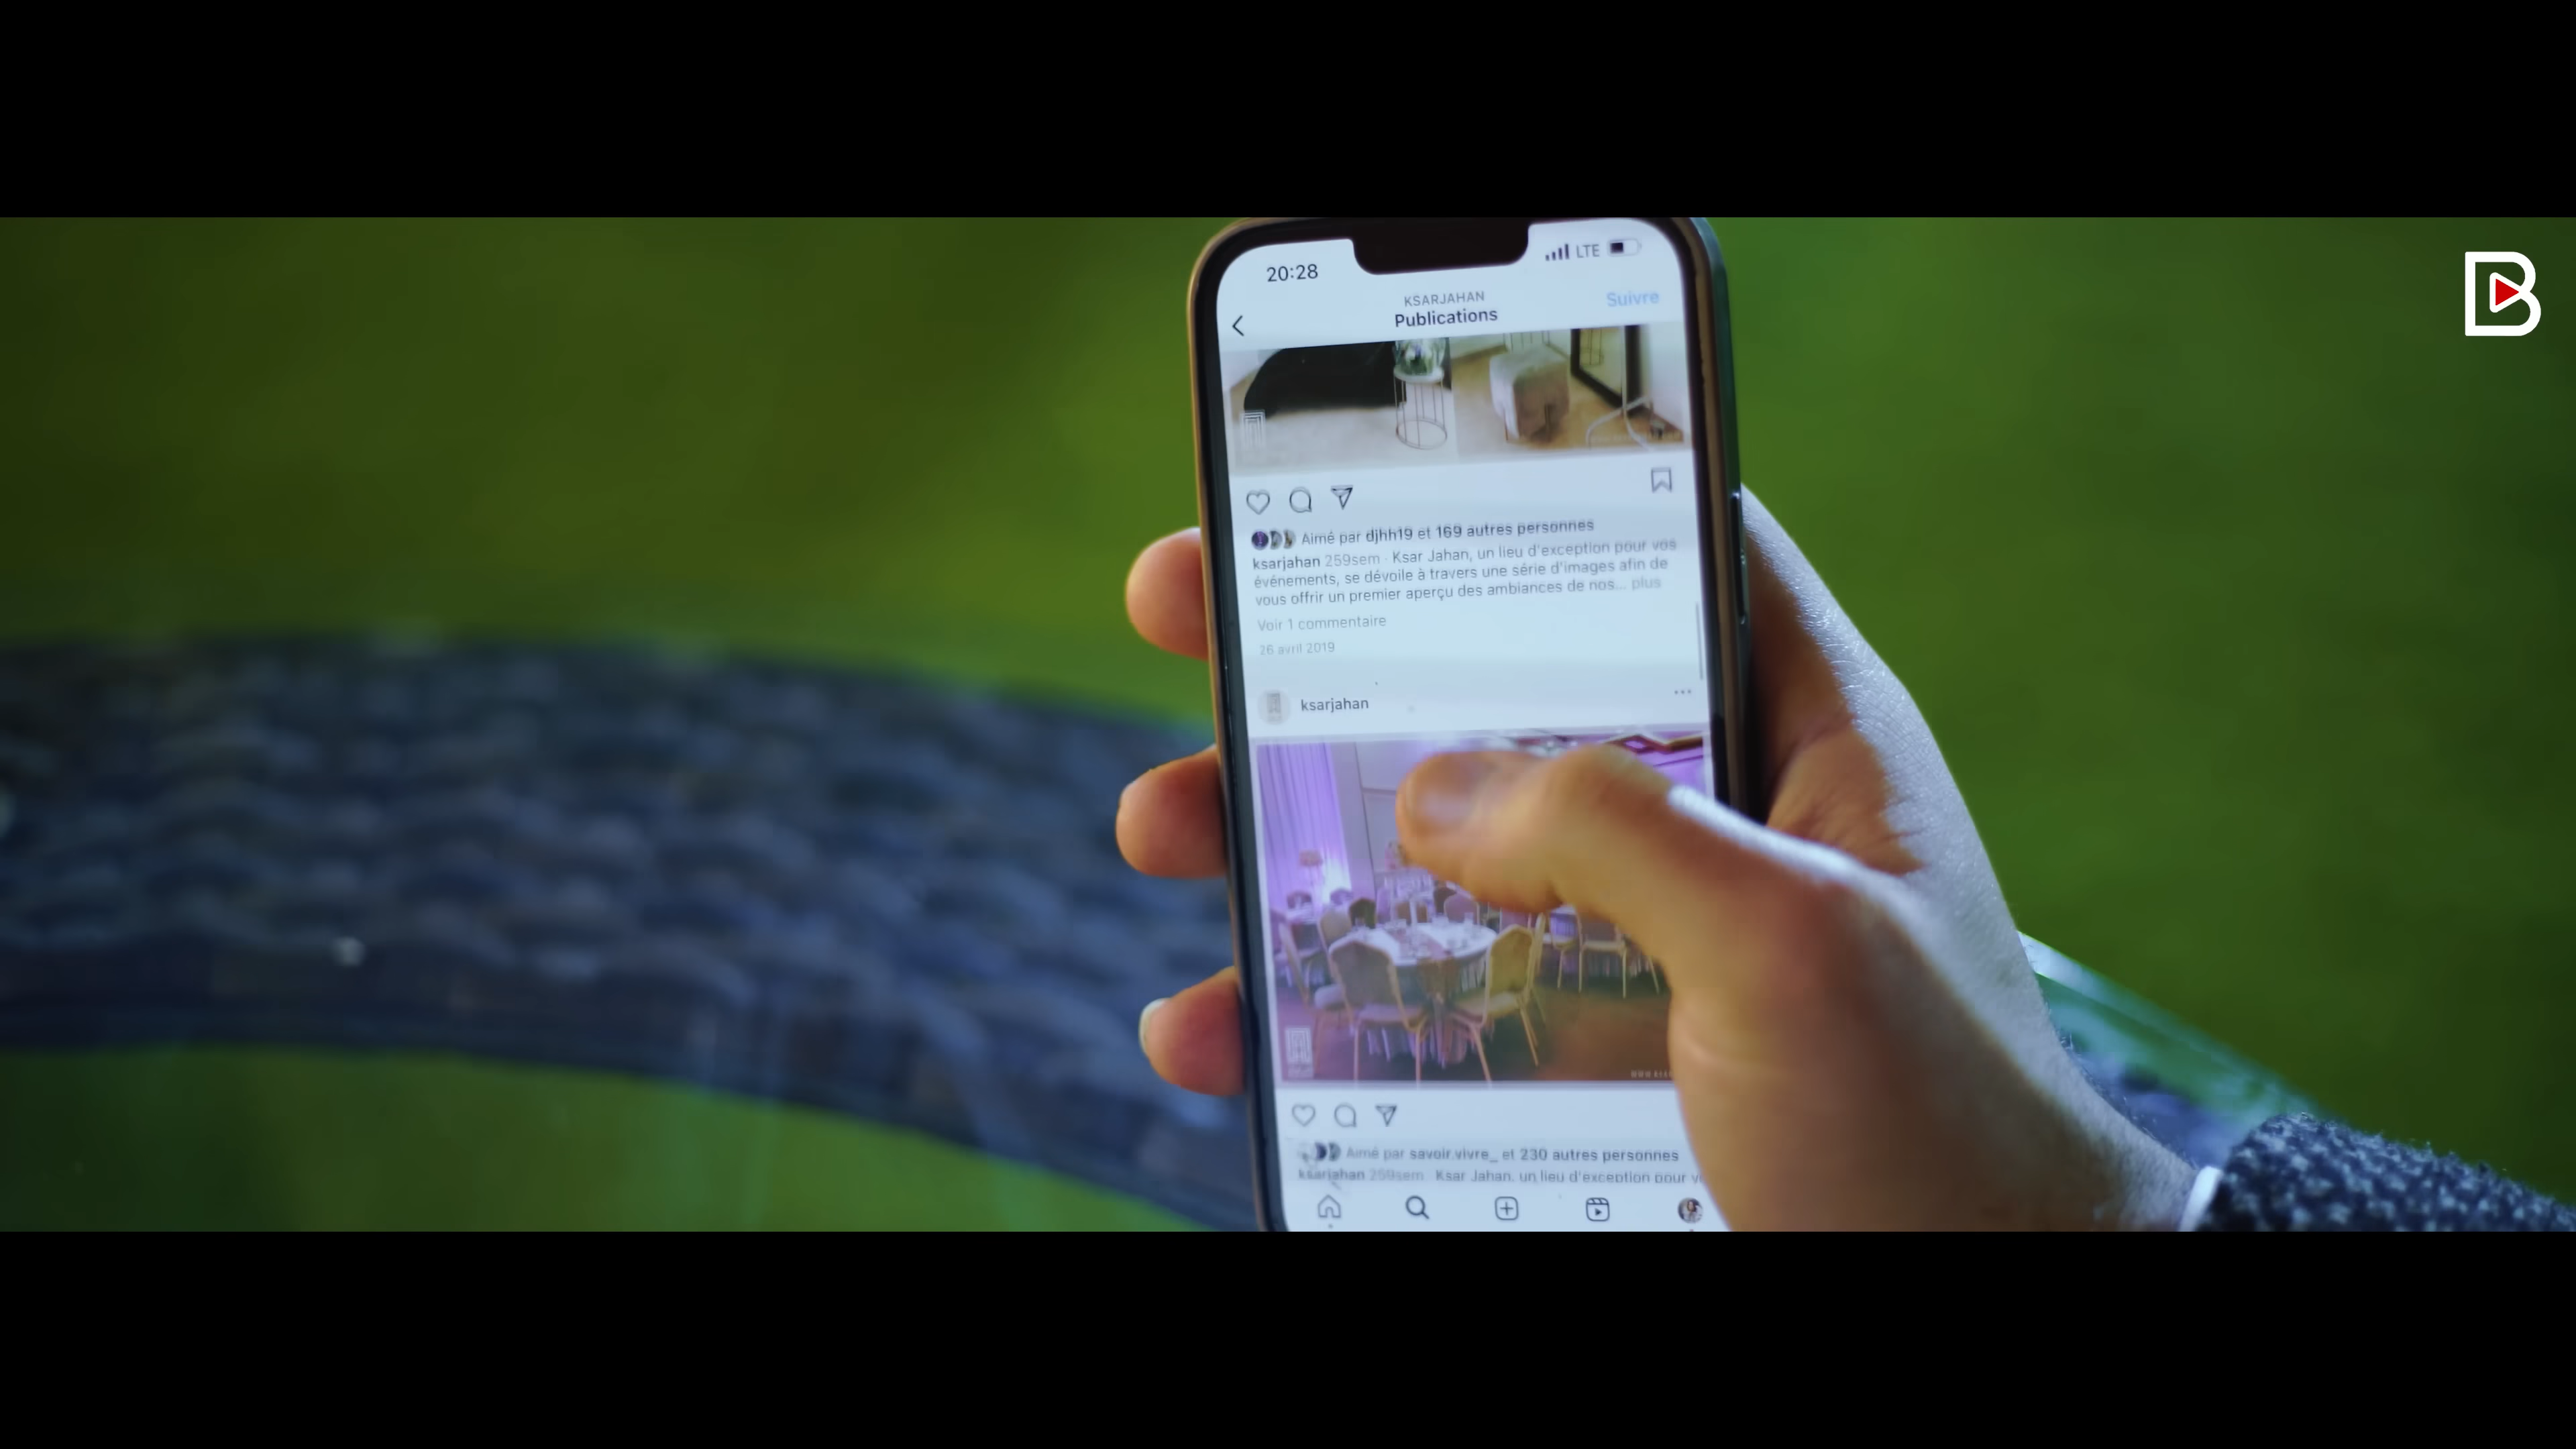 20:28
LTE
KSARJAHAN
Publications
Suivre
Aimé par djhh19 et 169 autres personnes
ksarjahan 259sem · Ksar Jahan, un lieu d'exception pour vos
événements, se dévoile à travers une série d'images afin de
vous offrir un premier aperçu des ambiances de nos... plus
Voir 1 commentaire
26 avril 2019
ksarjahan
Aimé par savoir.vivre_ et 230 autres personnes
ksarjahan 259sem · Ksar Jahan, un lieu d'exception pour